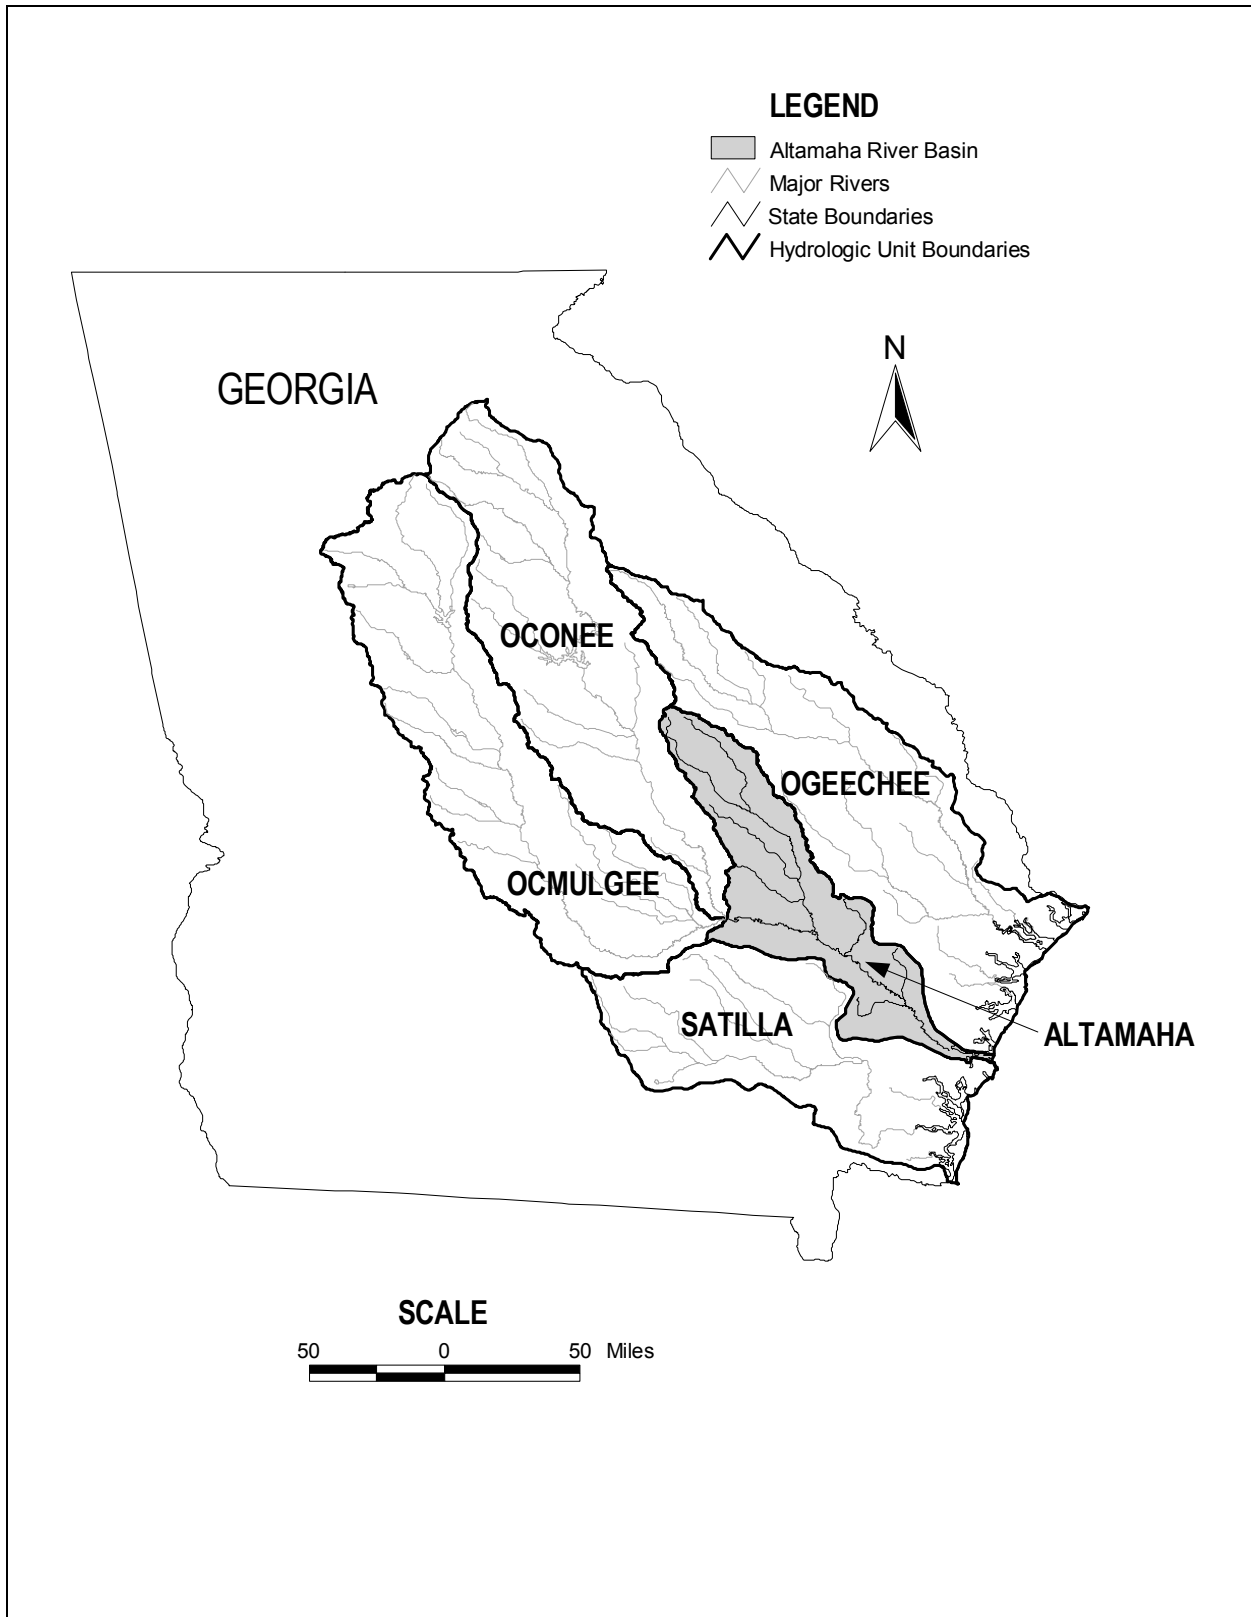 LEGEND
Altamaha River Basin
Major Rivers
State Boundaries
Hydrologic Unit Boundaries
N
GEORGIA
OCONEE
OGEECHEE
OCMULGEE
SATILLA
ALTAMAHA
SCALE
50 0 50 Miles